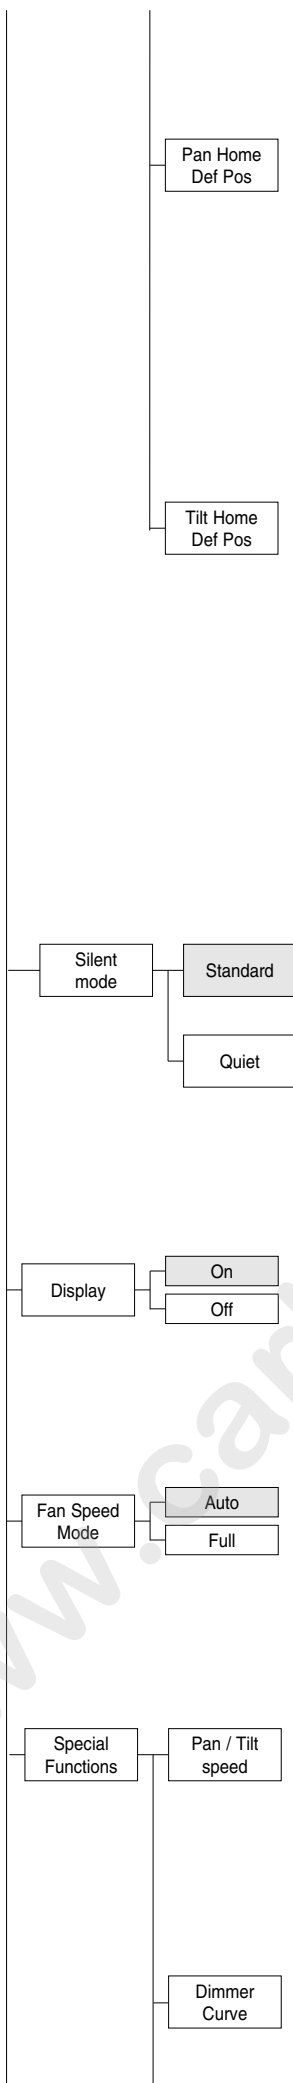 Pan Home
Def Pos
Tilt Home
Def Pos
Silent
mode
Standard
Quiet
Display
On
Off
Fan Speed
Mode
Auto
Full
Special
Functions
Pan / Tilt
speed
Dimmer
Curve